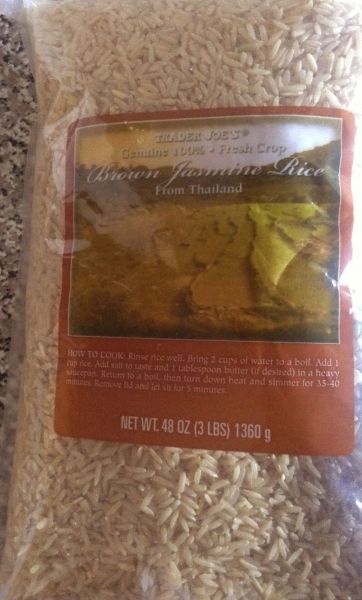 TRADER JOE'S®
Genuine 100% • Fresh Crop
Brown Jasmine Rice
From Thailand
HOW TO COOK: Rinse rice well. Bring 2 cups of water to a boil. Add 1
cup rice. Add salt to taste and 1 tablespoon butter (if desired) in a heavy
saucepan. Return to a boil, then turn down heat and simmer for 35-40
minutes. Remove lid and let sit for 5 minutes.
NET WT. 48 OZ (3 LBS) 1360 g